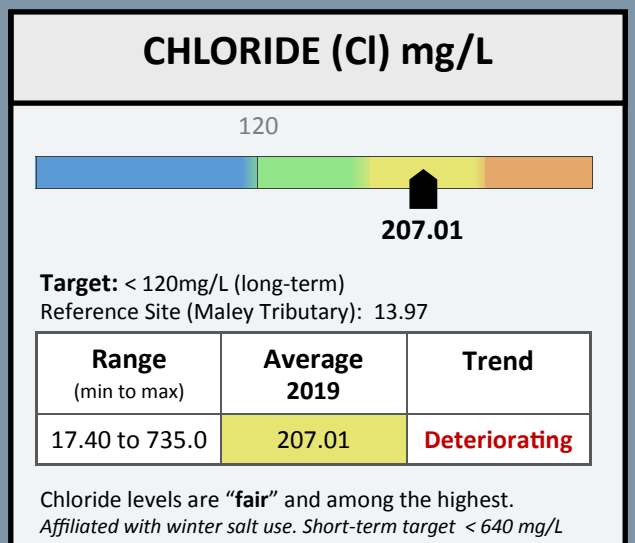 CHLORIDE (Cl) mg/L
120
207.01
Target: < 120mg/L (long-term)
Reference Site (Maley Tributary): 13.97
Range Average Trend
(min to max) 2019
17.40 to 735.0 207.01 Deteriorating
Chloride levels are “fair” and among the highest.
Affiliated with winter salt use. Short-term target < 640 mg/L